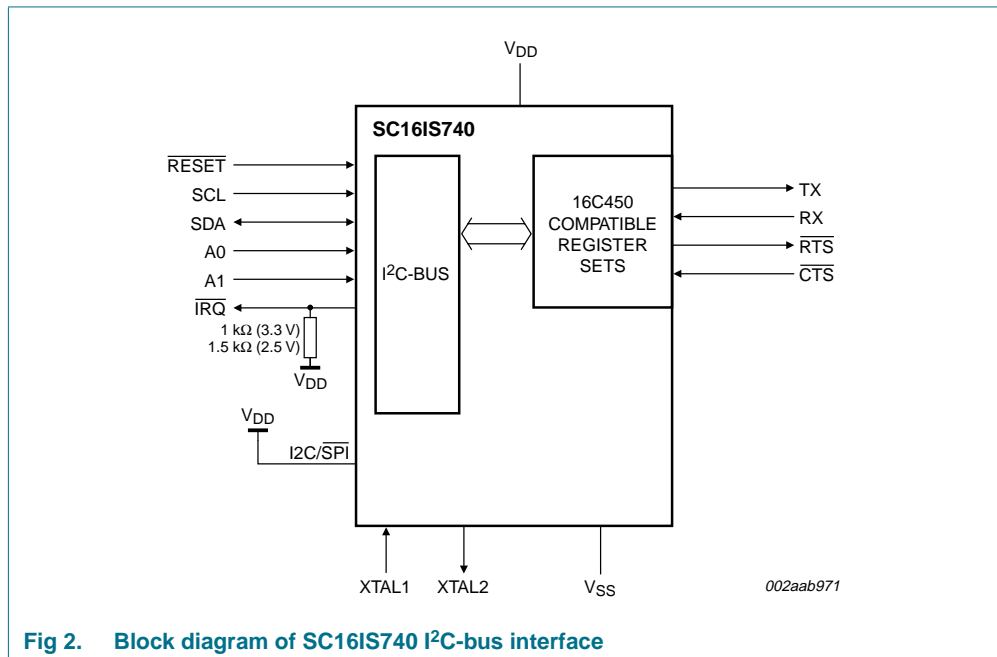 VDD
SC16IS740
RESET
SCL
SDA
A0
A1
IRQ
1 kΩ (3.3 V)
1.5 kΩ (2.5 V)
VDD
VDD
I2C/SPI
I²C-BUS
16C450
COMPATIBLE
REGISTER
SETS
TX
RX
RTS
CTS
XTAL1
XTAL2
VSS
002aab971
Fig 2. Block diagram of SC16IS740 I²C-bus interface